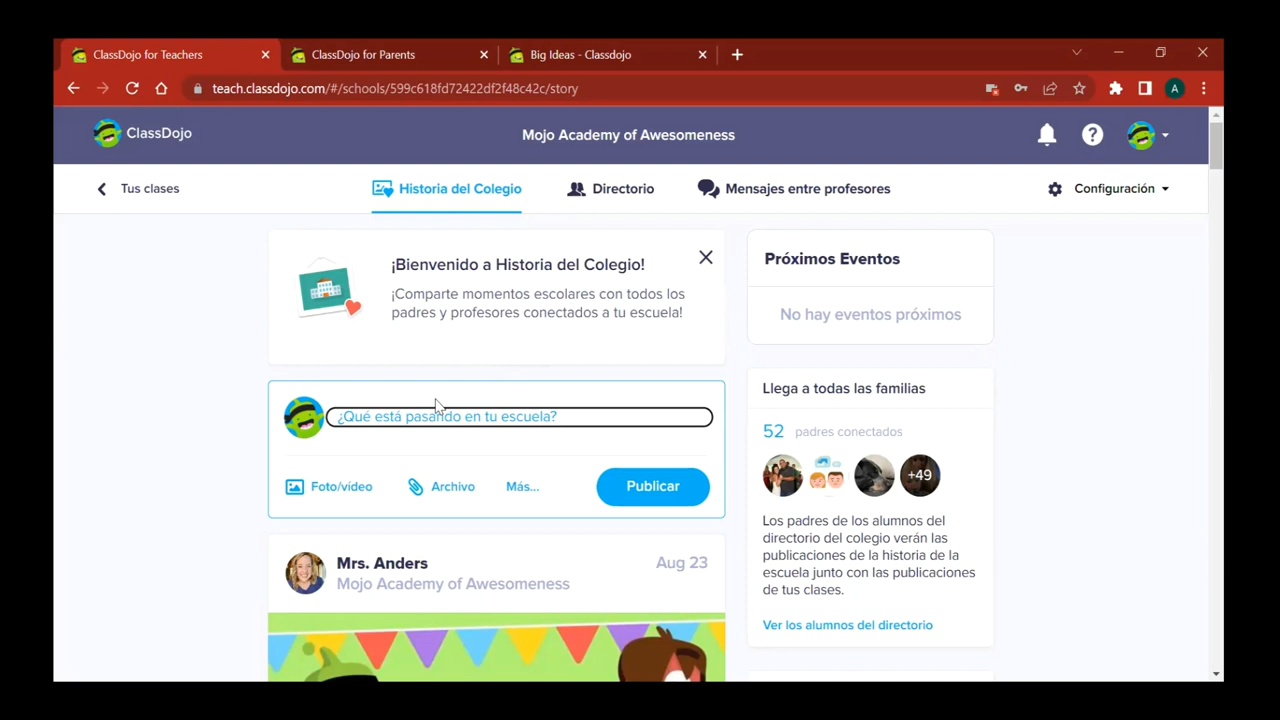 ClassDojo for Teachers
ClassDojo for Parents
Big Ideas - Classdojo
teach.classdojo.com/#/schools/599c618fd72422df2f48c42c/story
A
ClassDojo
Mojo Academy of Awesomeness
Tus clases
Historia del Colegio
Directorio
Mensajes entre profesores
Configuración
¡Bienvenido a Historia del Colegio!
¡Comparte momentos escolares con todos los
padres y profesores conectados a tu escuela!
¿Qué está pasando en tu escuela?
Foto/vídeo
Archivo
Más...
Publicar
Mrs. Anders
Aug 23
Mojo Academy of Awesomeness
Próximos Eventos
No hay eventos próximos
Llega a todas las familias
52 padres conectados
+49
Los padres de los alumnos del
directorio del colegio verán las
publicaciones de la historia de la
escuela junto con las publicaciones
de tus clases.
Ver los alumnos del directorio